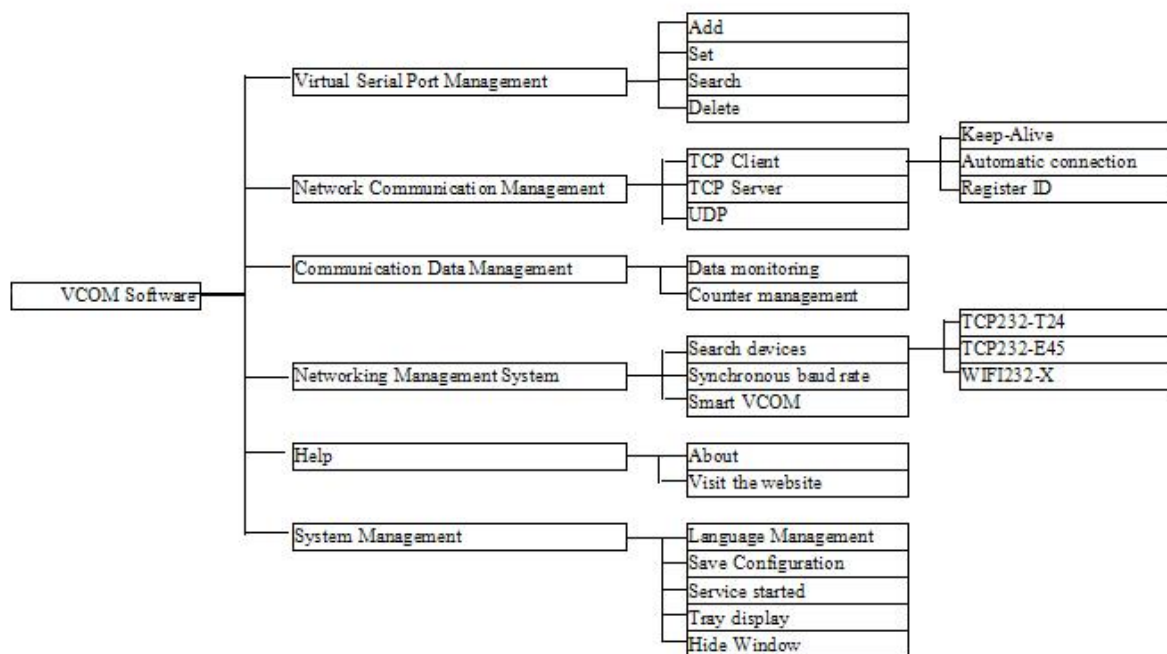 VCOM Software
Virtual Serial Port Management
Add
Set
Search
Delete
Network Communication Management
TCP Client
TCP Server
UDP
Keep-Alive
Automatic connection
Register ID
Communication Data Management
Data monitoring
Counter management
Networking Management System
Search devices
Synchronous baud rate
Smart VCOM
TCP232-T24
TCP232-E45
WIFI232-X
Help
About
Visit the website
System Management
Language Management
Save Configuration
Service started
Tray display
Hide Window